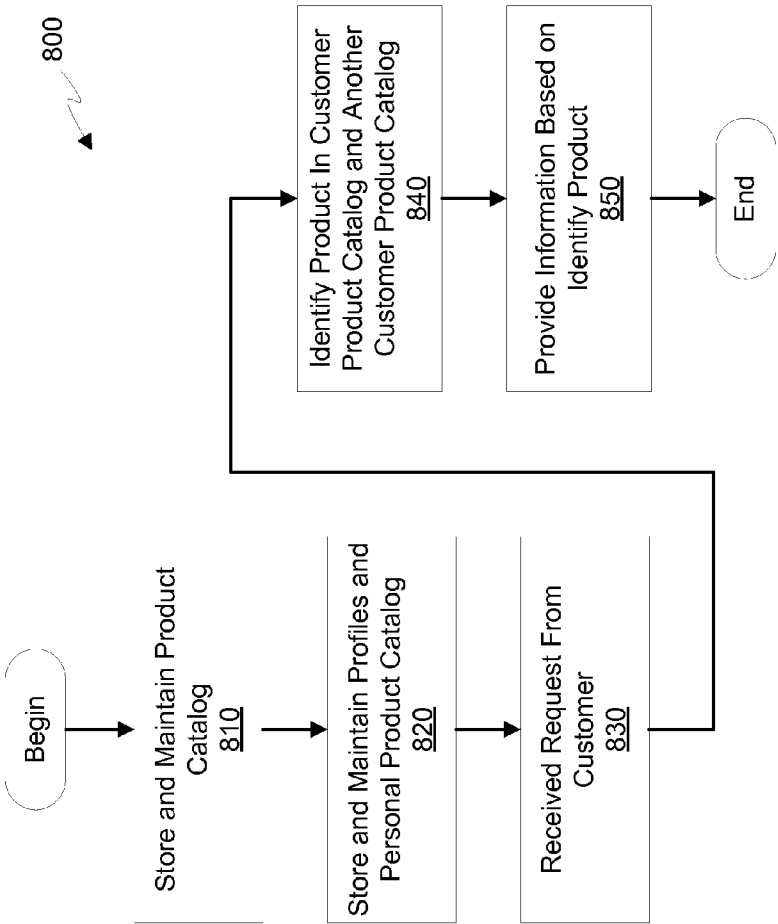 800
Begin
Store and Maintain Product
Catalog
810
Store and Maintain Profiles and
Personal Product Catalog
820
Received Request From
Customer
830
Identify Product In Customer
Product Catalog and Another
Customer Product Catalog
840
Provide Information Based on
Identify Product
850
End